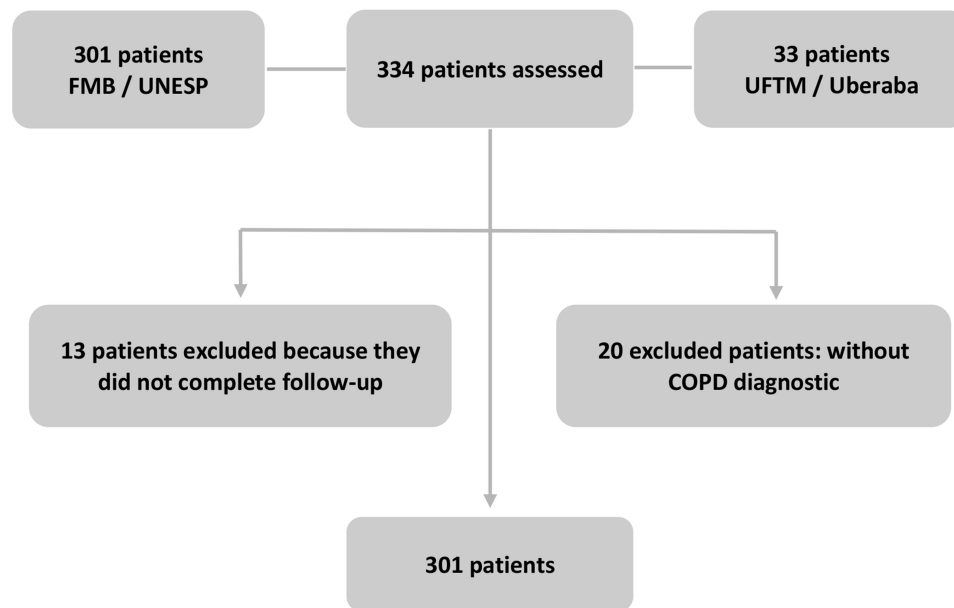 301 patients
FMB / UNESP
334 patients assessed
33 patients
UFTM / Uberaba
13 patients excluded because they
did not complete follow-up
20 excluded patients: without
COPD diagnostic
301 patients